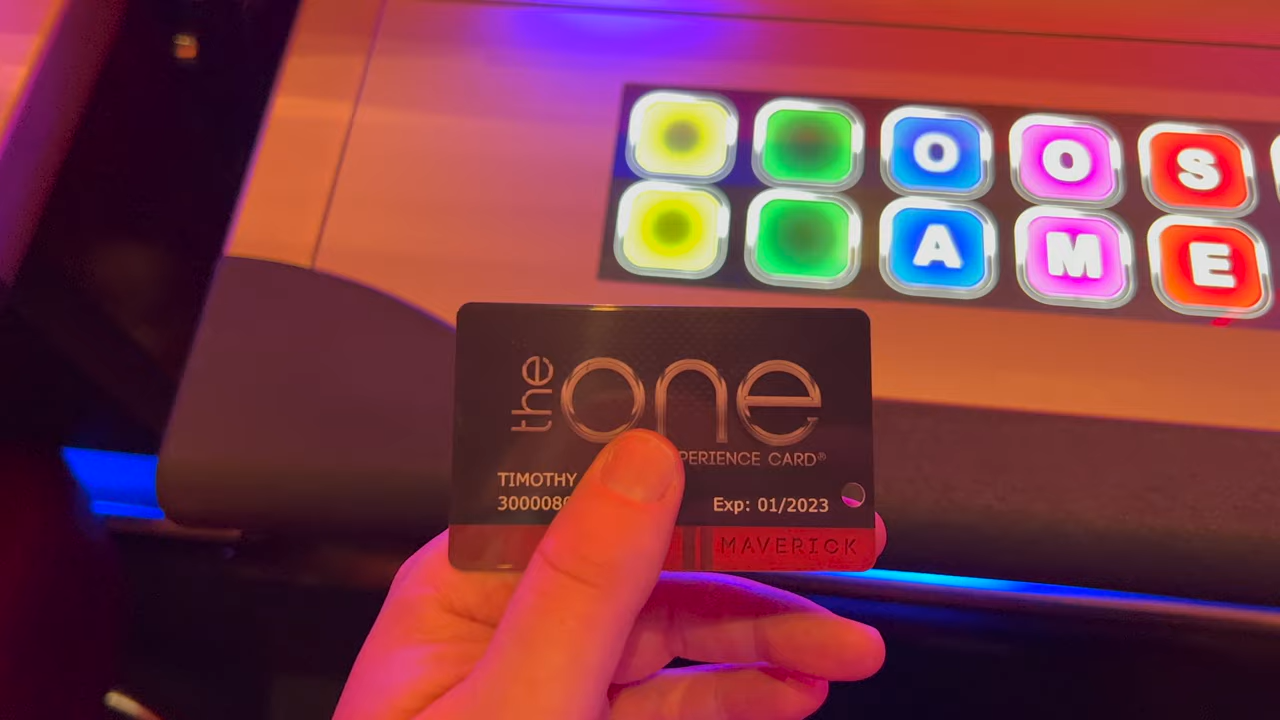 O O S
A M E
the one
PERIENCE CARD®
TIMOTHY
300008
Exp: 01/2023
MAVERICK